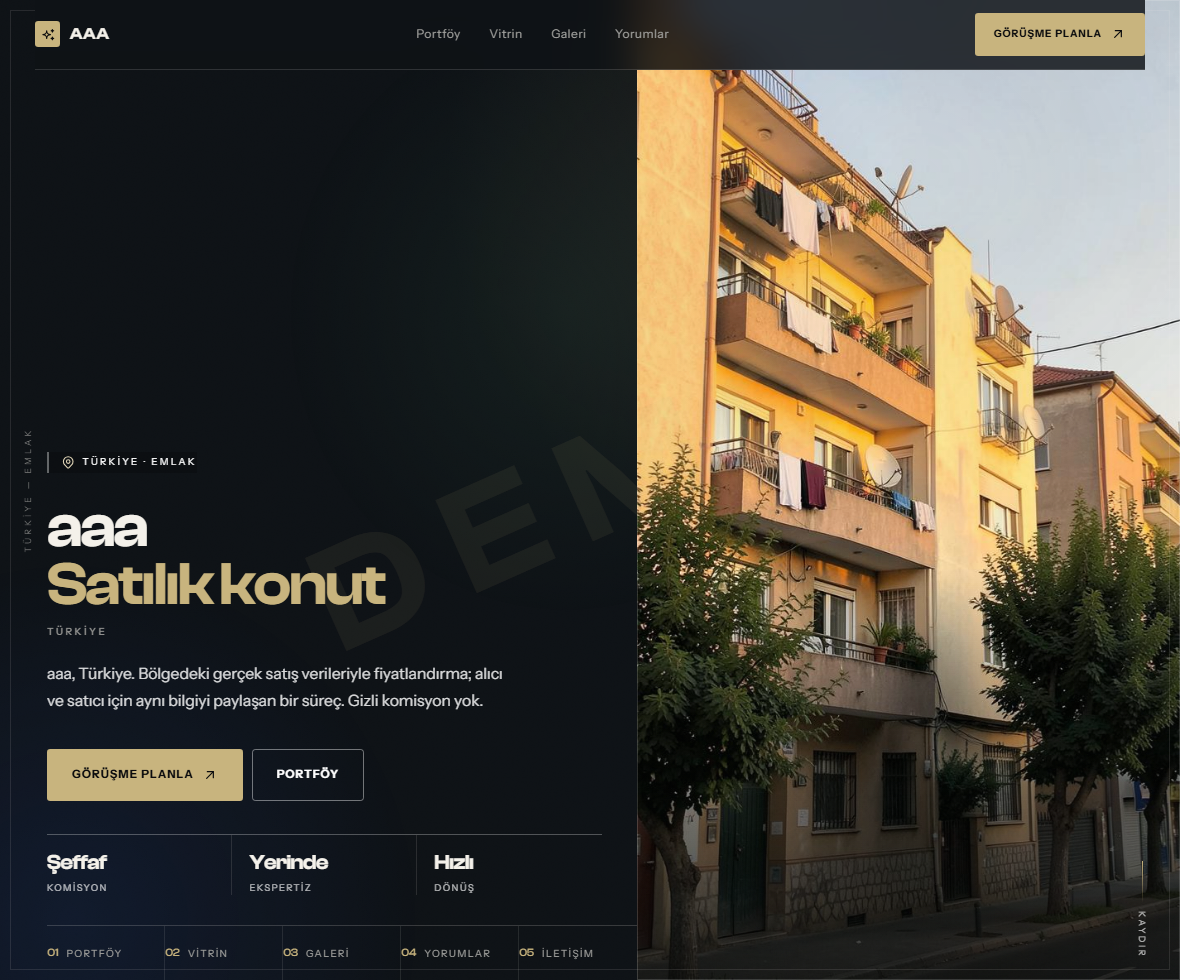 AAA
Portföy
Vitrin
Galeri
Yorumlar
GÖRÜŞME PLANLA
TÜRKİYE — EMLAK
TÜRKİYE · EMLAK
aaa
Satılık konut
TÜRKİYE
aaa, Türkiye. Bölgedeki gerçek satış verileriyle fiyatlandırma; alıcı
ve satıcı için aynı bilgiyi paylaşan bir süreç. Gizli komisyon yok.
GÖRÜŞME PLANLA
PORTFÖY
Şeffaf
KOMİSYON
Yerinde
EKSPERTİZ
Hızlı
DÖNÜŞ
01 PORTFÖY
02 VİTRİN
03 GALERİ
04 YORUMLAR
05 İLETİŞİM
KAYDIR